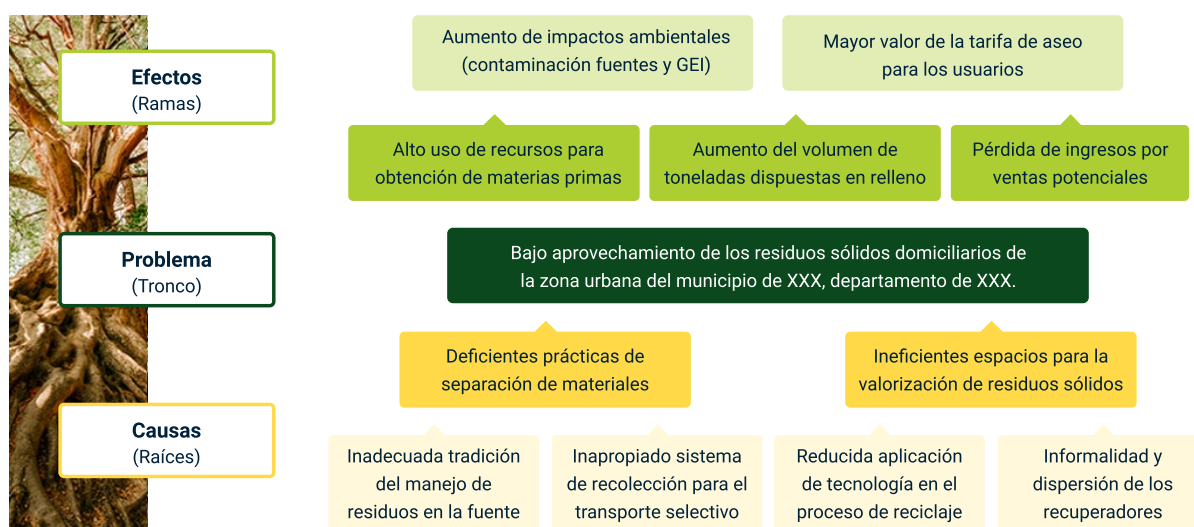 Efectos
(Ramas)
Aumento de impactos ambientales
(contaminación fuentes y GEI)
Mayor valor de la tarifa de aseo
para los usuarios
Alto uso de recursos para
obtención de materias primas
Aumento del volumen de
toneladas dispuestas en relleno
Pérdida de ingresos por
ventas potenciales
Problema
(Tronco)
Bajo aprovechamiento de los residuos sólidos domiciliarios de
la zona urbana del municipio de XXX, departamento de XXX.
Deficientes prácticas de
separación de materiales
Ineficientes espacios para la
valorización de residuos sólidos
Causas
(Raíces)
Inadecuada tradición
del manejo de
residuos en la fuente
Inapropiado sistema
de recolección para el
transporte selectivo
Reducida aplicación
de tecnología en el
proceso de reciclaje
Informalidad y
dispersión de los
recuperadores